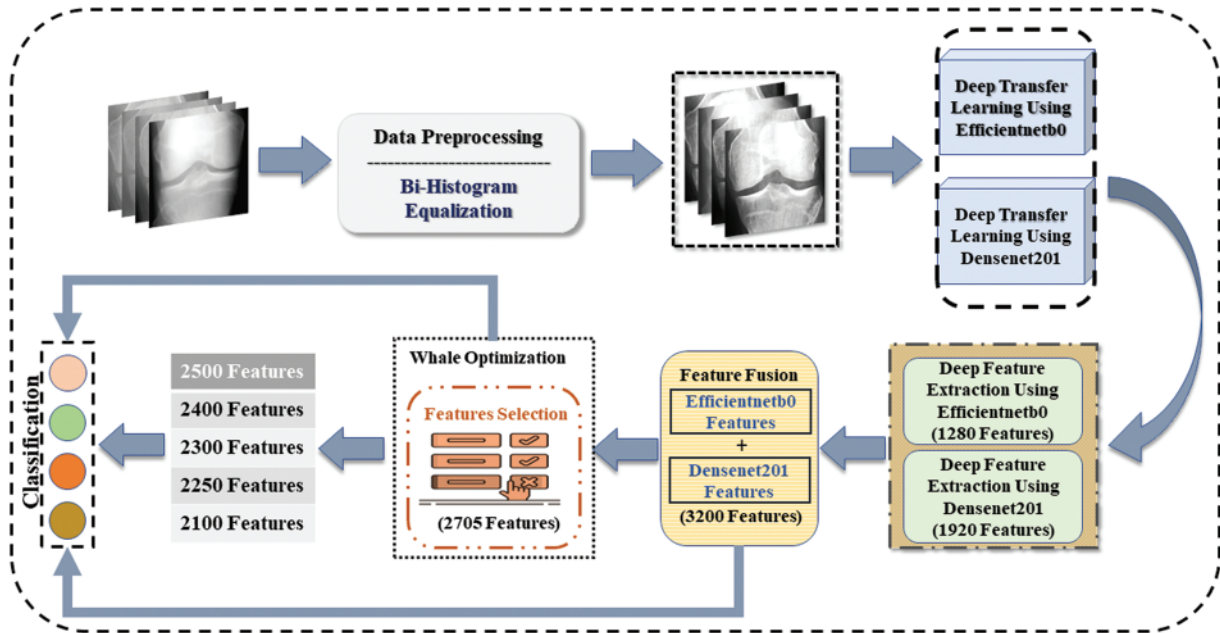 Data Preprocessing
Bi-Histogram
Equalization
Deep Transfer
Learning Using
Efficientnetb0
Deep Transfer
Learning Using
Densenet201
Deep Feature
Extraction Using
Efficientnetb0
(1280 Features)
Deep Feature
Extraction Using
Densenet201
(1920 Features)
Feature Fusion
Efficientnetb0
Features
+
Densenet201
Features
(3200 Features)
Whale Optimization
Features Selection
(2705 Features)
2500 Features
2400 Features
2300 Features
2250 Features
2100 Features
Classification